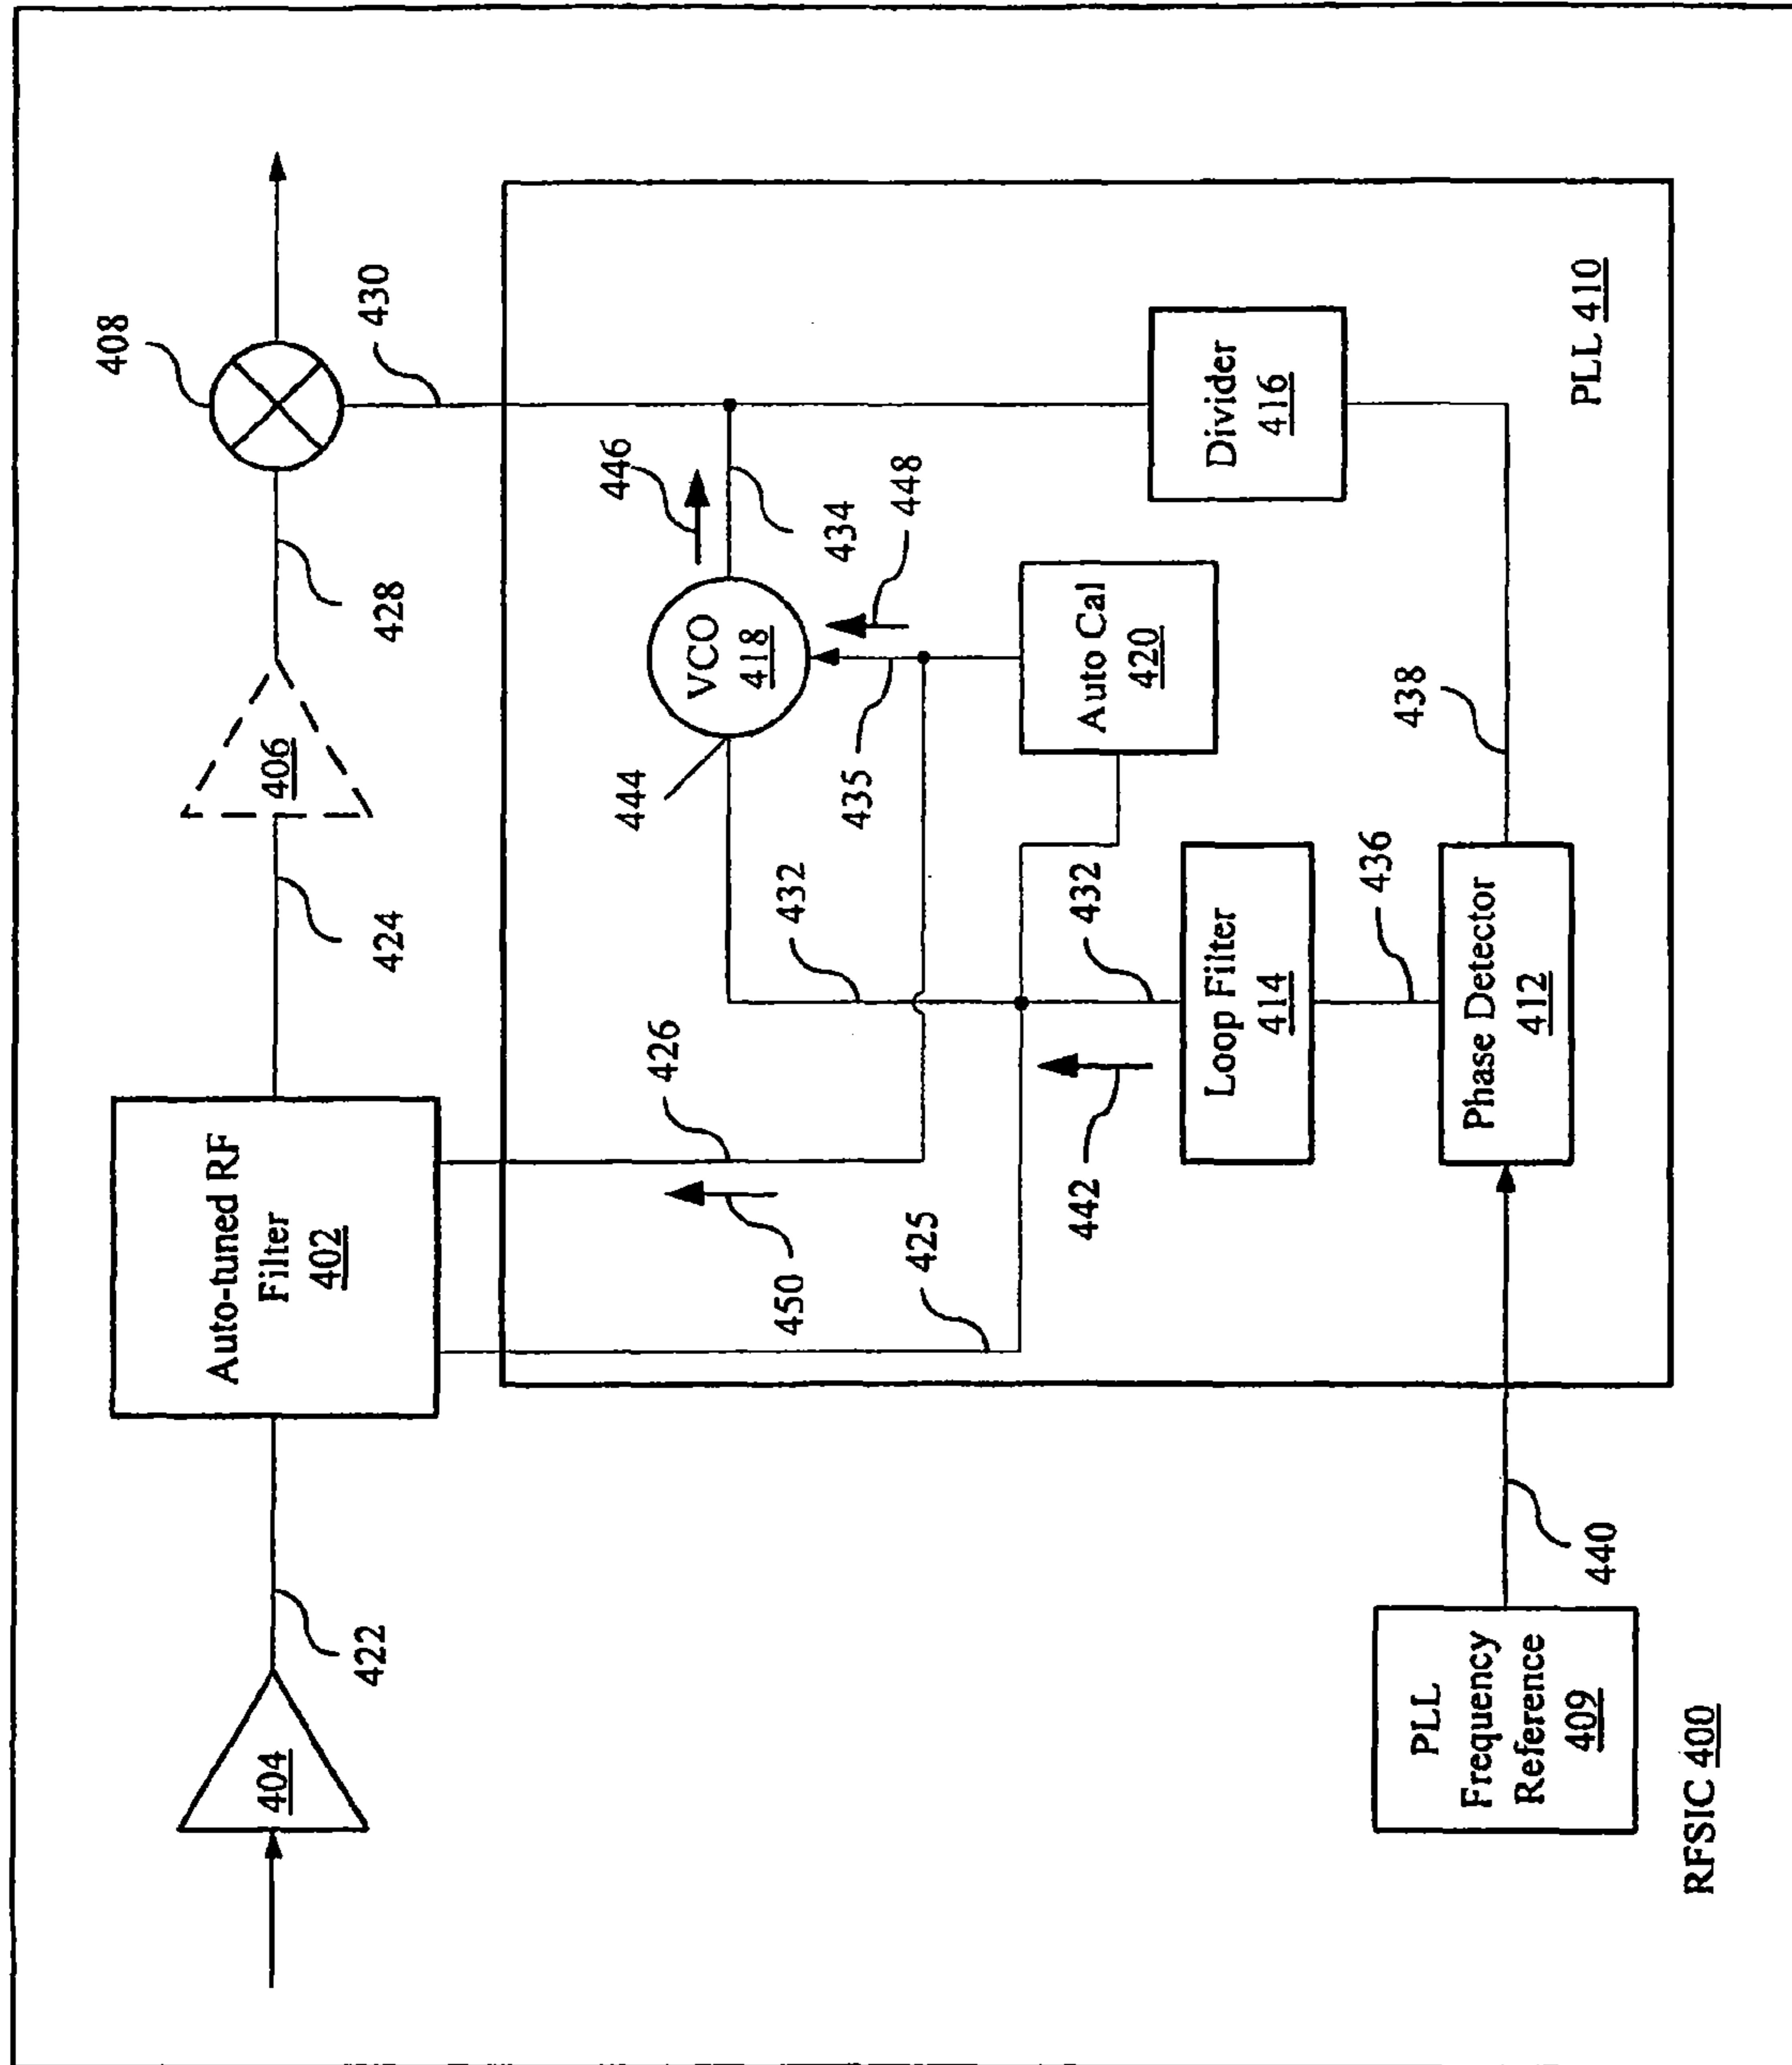 408
430
404
422
Auto-tuned RF
Filter
402
424
406
428
446
434
448
VCO
418
444
435
432
426
450
425
Auto Cal
420
Divider
416
432
442
Loop Filter
414
436
438
Phase Detector
412
PLL 410
440
PLL
Frequency
Reference
409
RFSIC 400